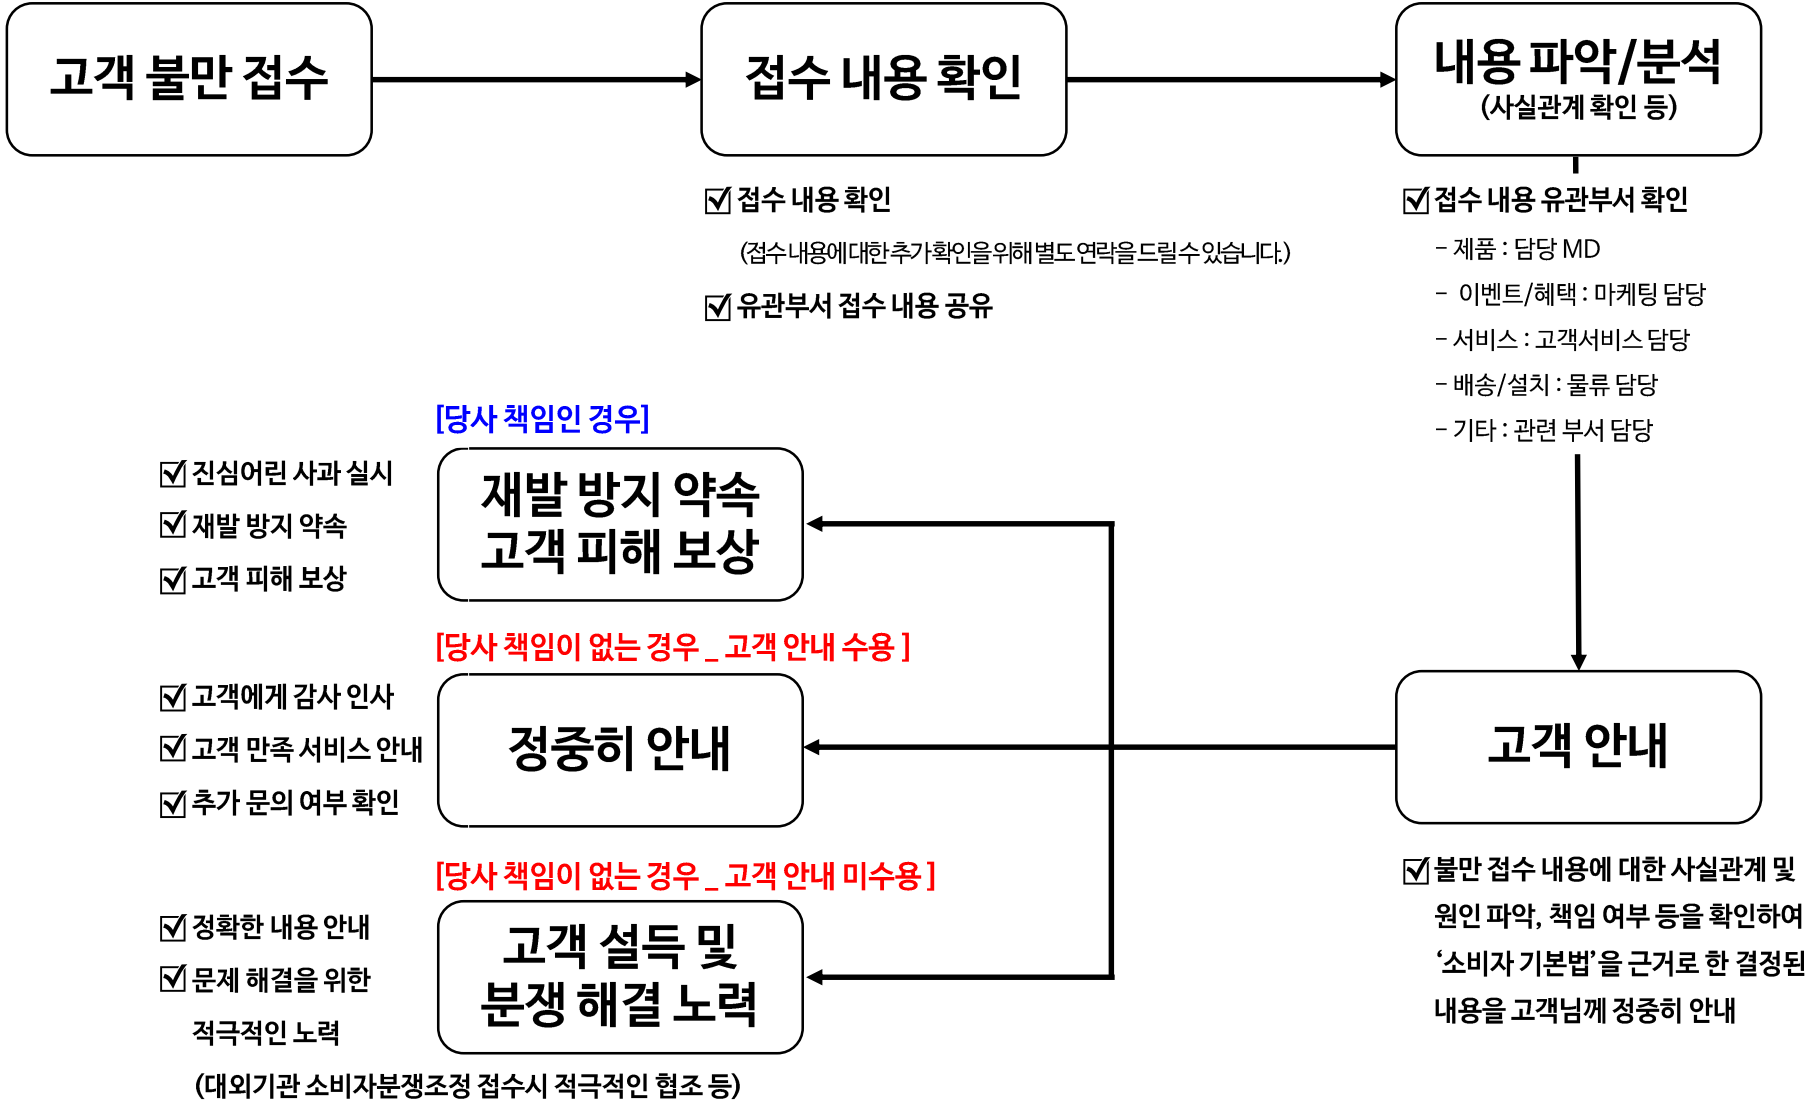 고객 불만 접수
접수 내용 확인
내용 파악/분석
(사실관계 확인 등)
접수 내용 확인
(접수 내용에 대한 추가 확인을 위해 별도 연락을 드릴 수 있습니다.)
유관부서 접수 내용 공유
접수 내용 유관부서 확인
- 제품 : 담당 MD
- 이벤트/혜택 : 마케팅 담당
- 서비스 : 고객서비스 담당
- 배송/설치 : 물류 담당
- 기타 : 관련 부서 담당
고객 안내
불만 접수 내용에 대한 사실관계 및
원인 파악, 책임 여부 등을 확인하여
‘소비자 기본법’을 근거로 한 결정된
내용을 고객님께 정중히 안내
[당사 책임인 경우]
재발 방지 약속
고객 피해 보상
진심어린 사과 실시
재발 방지 약속
고객 피해 보상
[당사 책임이 없는 경우 _ 고객 안내 수용 ]
정중히 안내
고객에게 감사 인사
고객 만족 서비스 안내
추가 문의 여부 확인
[당사 책임이 없는 경우 _ 고객 안내 미수용 ]
고객 설득 및
분쟁 해결 노력
정확한 내용 안내
문제 해결을 위한
적극적인 노력
(대외기관 소비자분쟁조정 접수시 적극적인 협조 등)